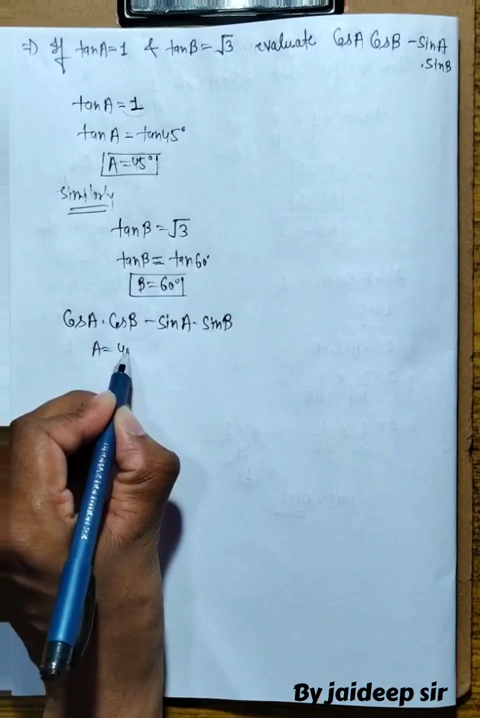 ⇒ If tanA=1 & tanB=√3 evaluate CosA CosB - SinA
.SinB
tanA=1
tanA=tan45°
A=45°
Similarly
tanB=√3
tanB=tan60°
B=60°
CosA.CosB - SinA.SinB
A=4
By jaideep sir